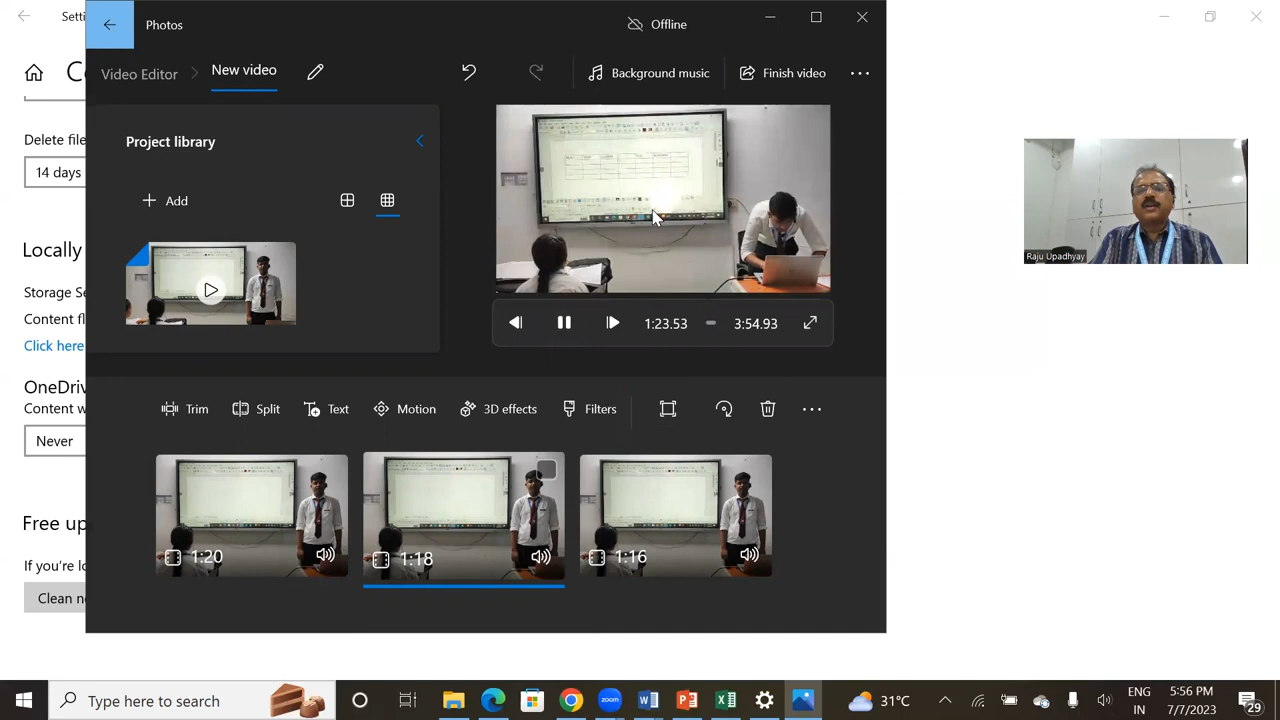 Setti
Photos
Offline
Co
Video Editor
New video
Background music
Finish video
Delete file
14 days
Project library
Add
Locally
Storage Se
Content fl
Click here
OneDriv
Content w
Never
Raju Upadhyay
1:23.53
3:54.93
Trim
Split
Text
Motion
3D effects
Filters
1:20
1:18
1:16
Free up
If you're lo
Clean no
Type here to search
zoom
31°C
ENG
IN
5:56 PM
7/7/2023
29